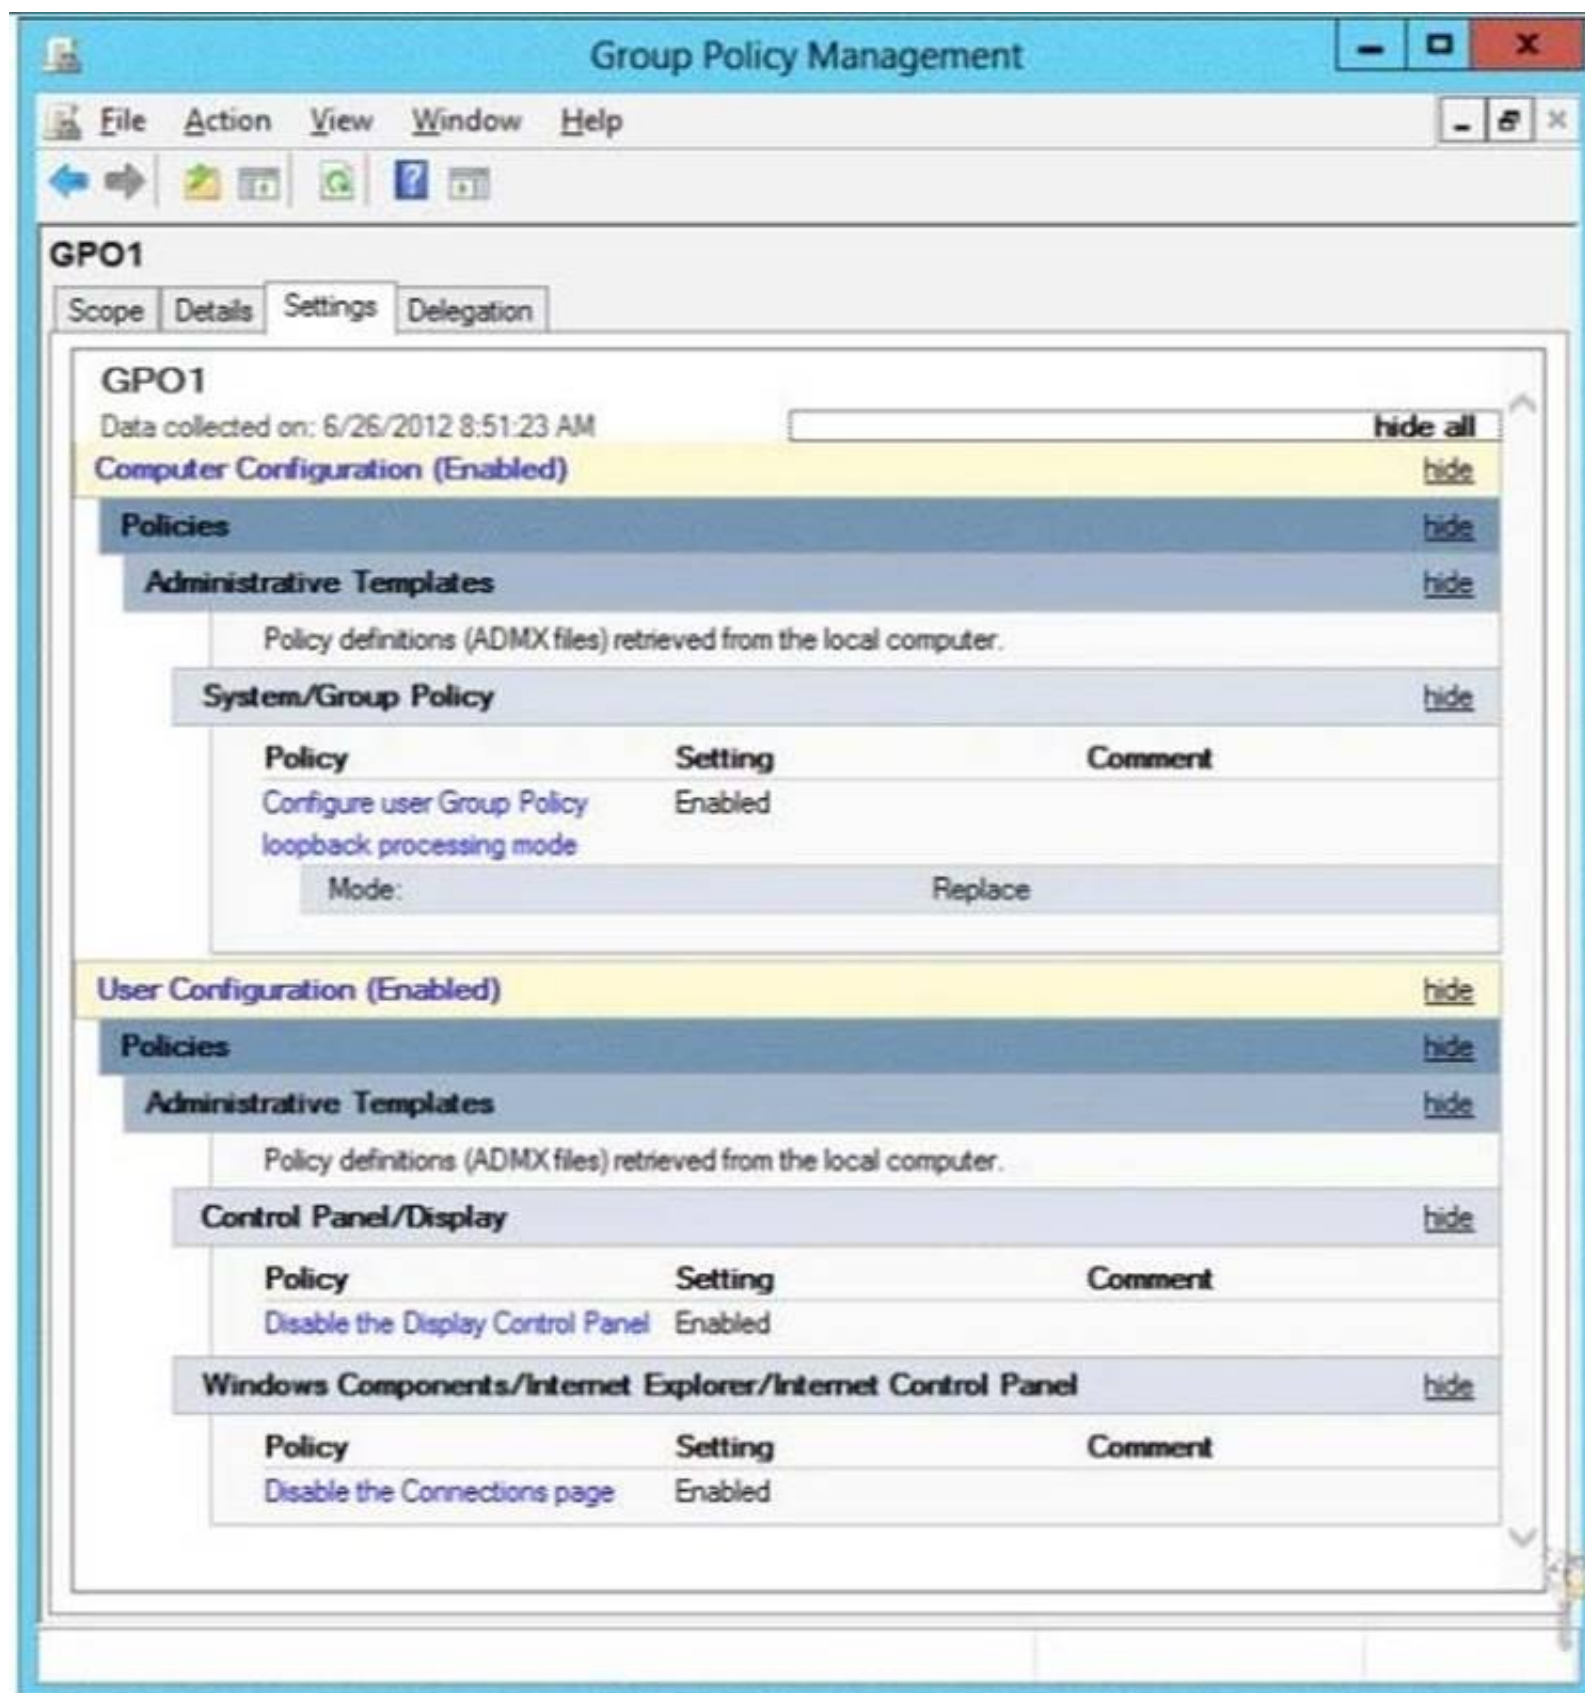 Group Policy Management
File Action View Window Help
GPO1
Scope Details Settings Delegation
GPO1
Data collected on: 6/26/2012 8:51:23 AM hide all
Computer Configuration (Enabled) hide
Policies hide
Administrative Templates hide
Policy definitions (ADMX files) retrieved from the local computer.
System/Group Policy hide
Policy Setting Comment
Configure user Group Policy Enabled
loopback processing mode
Mode: Replace
User Configuration (Enabled) hide
Policies hide
Administrative Templates hide
Policy definitions (ADMX files) retrieved from the local computer.
Control Panel/Display hide
Policy Setting Comment
Disable the Display Control Panel Enabled
Windows Components/Internet Explorer/Internet Control Panel hide
Policy Setting Comment
Disable the Connections page Enabled